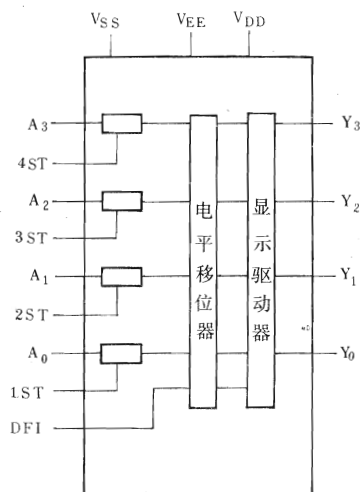 VSS VEE VDD
A3 Y3
4ST
A2 Y2
3ST
A1 Y1
2ST
A0 Y0
1ST
DFI
电平移位器
显示驱动器